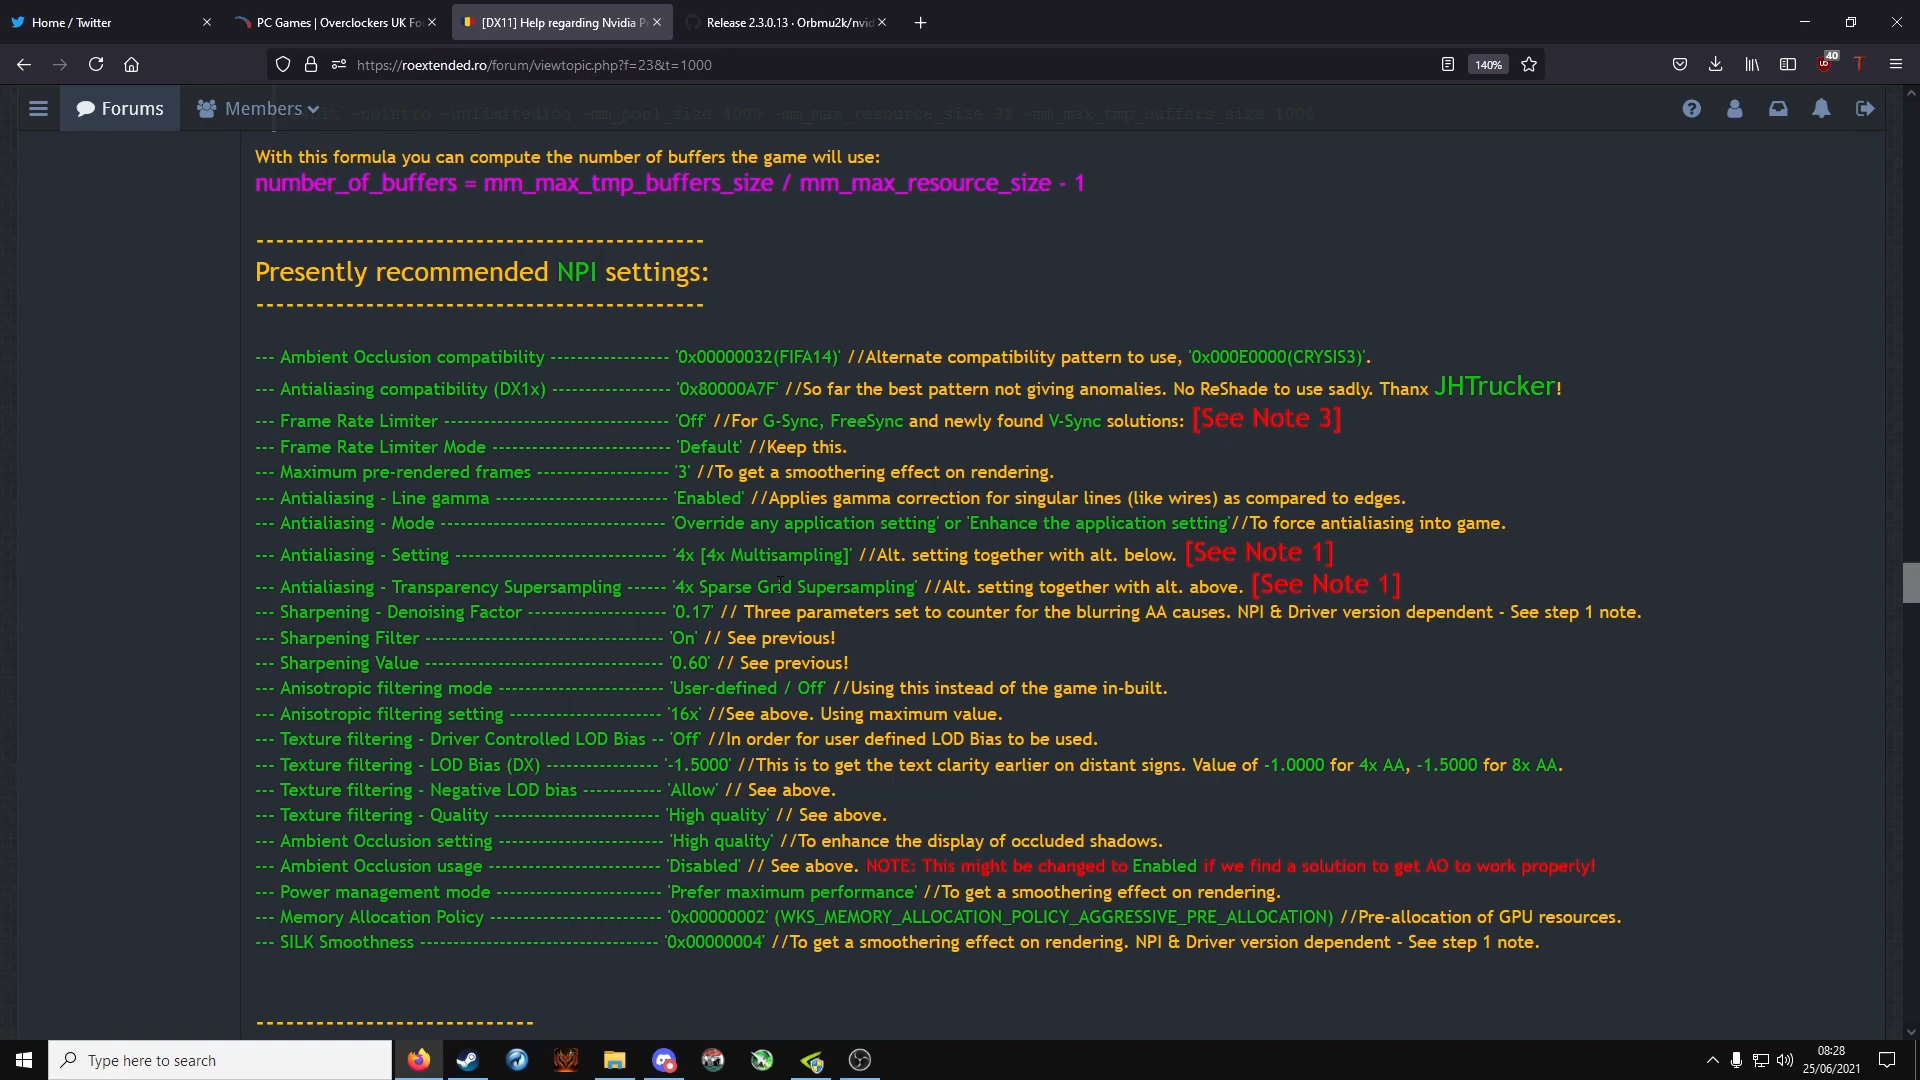 Home / Twitter
PC Games | Overclockers UK Fo
[DX11] Help regarding Nvidia P
Release 2.3.0.13 · Orbmu2k/nvid
https://roextended.ro/forum/viewtopic.php?f=23&t=1000
140%
40
Forums
Members
-nointro -unlimitedlog -mm_pool_size 4000 -mm_max_resource_size 32 -mm_max_tmp_buffers_size 1000
With this formula you can compute the number of buffers the game will use:
number_of_buffers = mm_max_tmp_buffers_size / mm_max_resource_size - 1
---------------------------------------------
Presently recommended NPI settings:
---------------------------------------------
--- Ambient Occlusion compatibility ----------------- '0x00000032(FIFA14)' //Alternate compatibility pattern to use, '0x000E0000(CRYSIS3)'.
--- Antialiasing compatibility (DX1x) ----------------- '0x80000A7F' //So far the best pattern not giving anomalies. No ReShade to use sadly. Thanx JHTrucker!
--- Frame Rate Limiter -------------------------------- 'Off' //For G-Sync, FreeSync and newly found V-Sync solutions: [See Note 3]
--- Frame Rate Limiter Mode ------------------------- 'Default' //Keep this.
--- Maximum pre-rendered frames ------------------- '3' //To get a smoothering effect on rendering.
--- Antialiasing - Line gamma ------------------------- 'Enabled' //Applies gamma correction for singular lines (like wires) as compared to edges.
--- Antialiasing - Mode --------------------------------- 'Override any application setting' or 'Enhance the application setting'//To force antialiasing into game.
--- Antialiasing - Setting ------------------------------ '4x [4x Multisampling]' //Alt. setting together with alt. below. [See Note 1]
--- Antialiasing - Transparency Supersampling ------ '4x Sparse Grid Supersampling' //Alt. setting together with alt. above. [See Note 1]
--- Sharpening - Denoising Factor -------------------- '0.17' // Three parameters set to counter for the blurring AA causes. NPI & Driver version dependent - See step 1 note.
--- Sharpening Filter ---------------------------------- 'On' // See previous!
--- Sharpening Value ---------------------------------- '0.60' // See previous!
--- Anisotropic filtering mode ------------------------ 'User-defined / Off' //Using this instead of the game in-built.
--- Anisotropic filtering setting ---------------------- '16x' //See above. Using maximum value.
--- Texture filtering - Driver Controlled LOD Bias -- 'Off' //In order for user defined LOD Bias to be used.
--- Texture filtering - LOD Bias (DX) ---------------- '-1.5000' //This is to get the text clarity earlier on distant signs. Value of -1.0000 for 4x AA, -1.5000 for 8x AA.
--- Texture filtering - Negative LOD bias ----------- 'Allow' // See above.
--- Texture filtering - Quality ------------------------ 'High quality' // See above.
--- Ambient Occlusion setting ------------------------ 'High quality' //To enhance the display of occluded shadows.
--- Ambient Occlusion usage ------------------------- 'Disabled' // See above. NOTE: This might be changed to Enabled if we find a solution to get AO to work properly!
--- Power management mode ------------------------ 'Prefer maximum performance' //To get a smoothering effect on rendering.
--- Memory Allocation Policy ------------------------- '0x00000002' (WKS_MEMORY_ALLOCATION_POLICY_AGGRESSIVE_PRE_ALLOCATION) //Pre-allocation of GPU resources.
--- SILK Smoothness ---------------------------------- '0x00000004' //To get a smoothering effect on rendering. NPI & Driver version dependent - See step 1 note.
----------------------------
Type here to search
08:28
25/06/2021